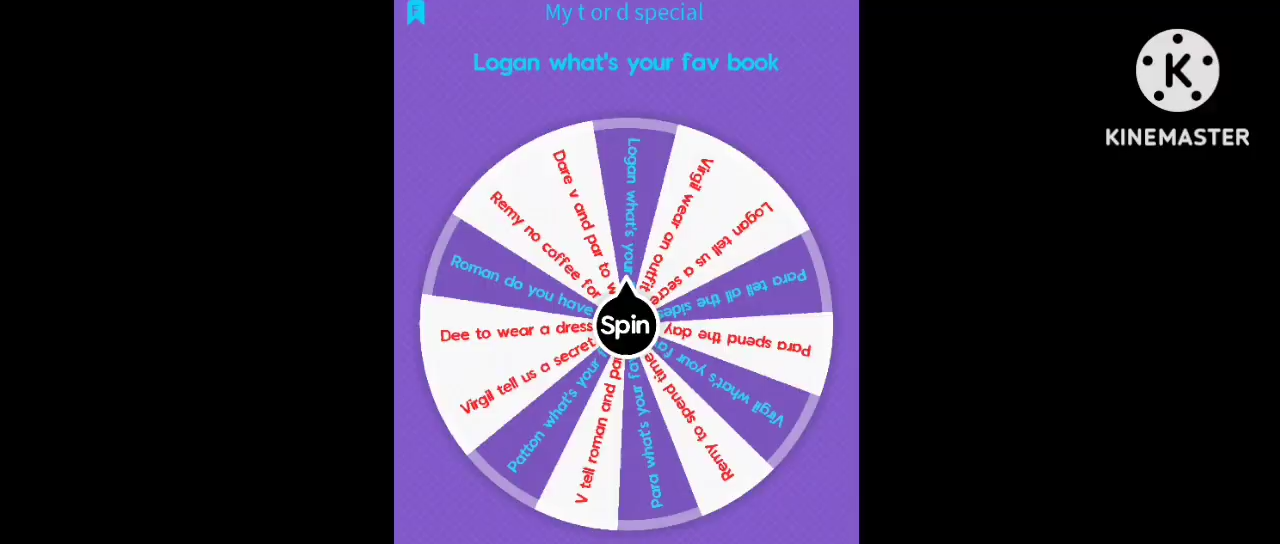 F
My t or d special
Logan what's your fav book
Logan what's your
Virgil wear an outfit
Logan tell us a secre
Para tell all the sides
Para spend the day
Virgil what's your fa
Remy to spend time
Para what's your fa
V tell roman and pa
Patton what's your
Virgil tell us a secret
Dee to wear a dress
Roman do you have
Remy no coffee for
Dare v and par to w
Spin
K
KINEMASTER